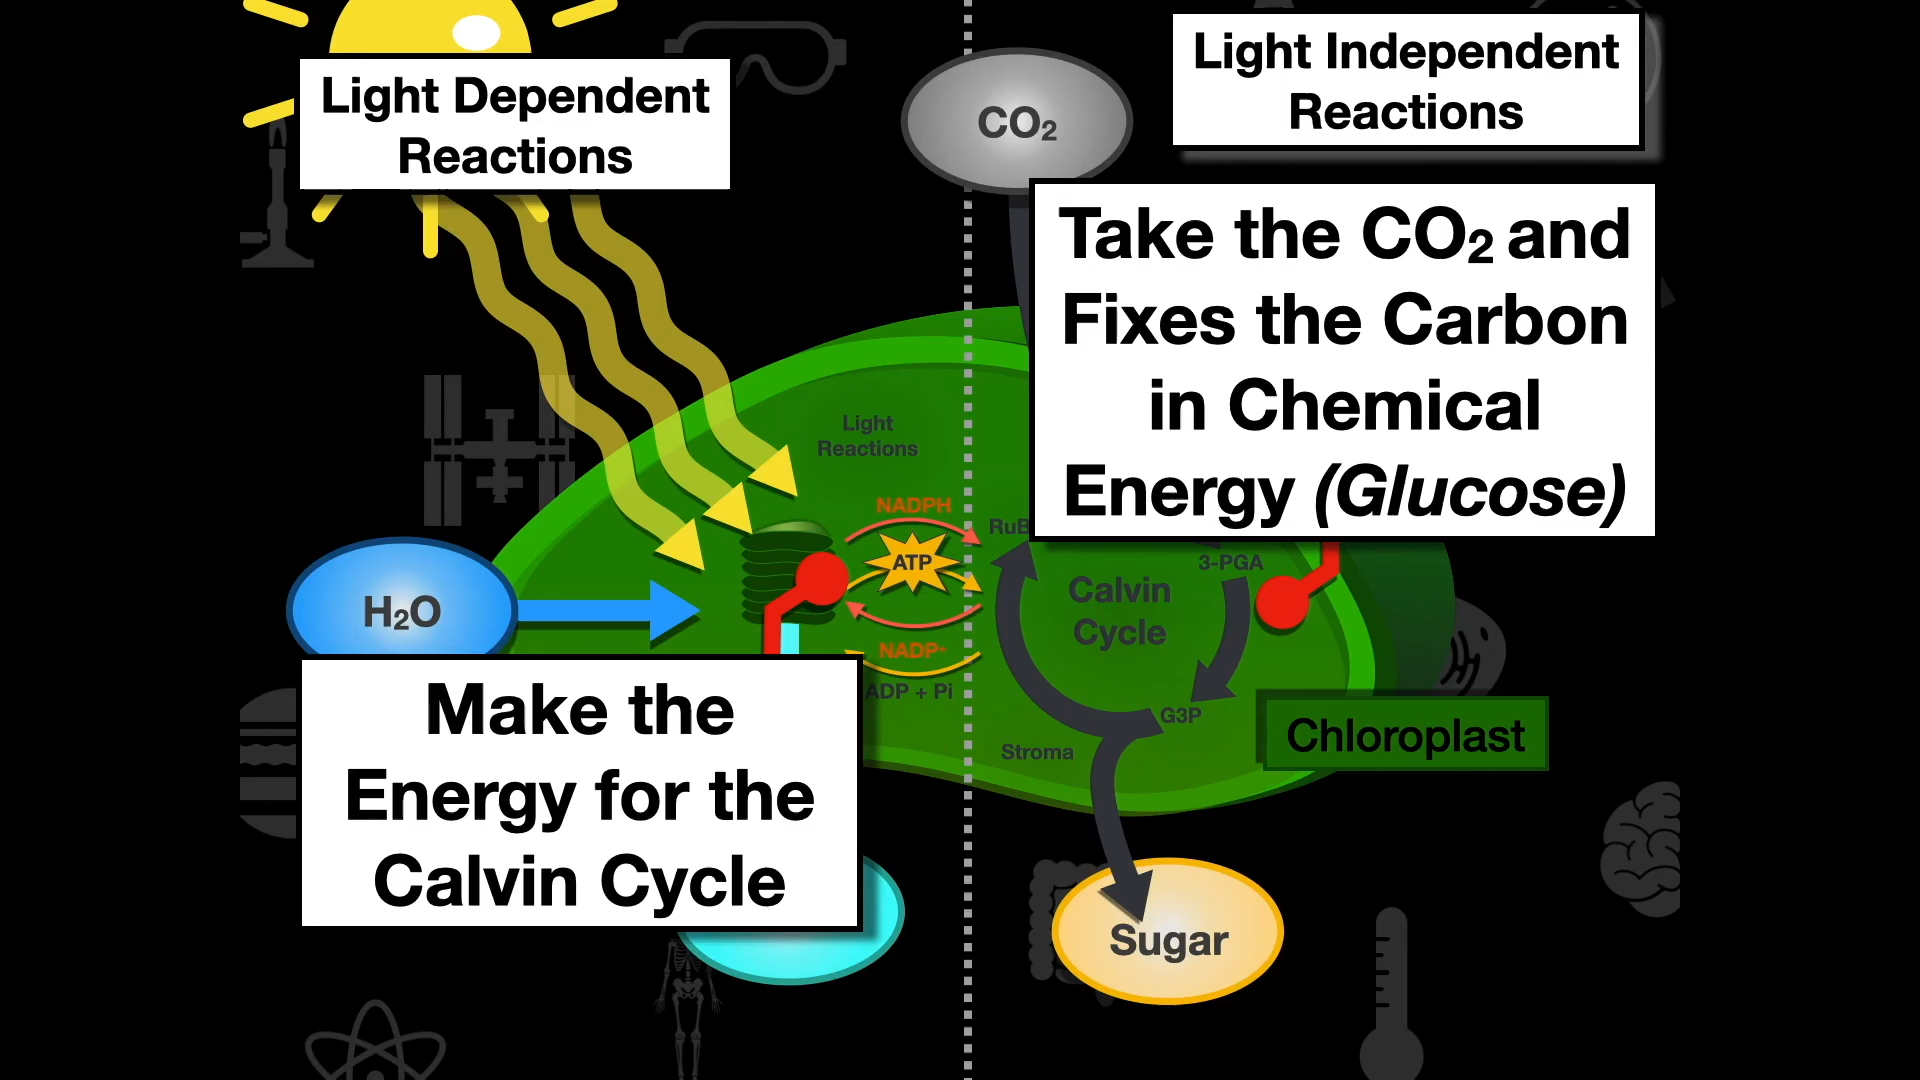 Light Dependent
Reactions
CO₂
Light Independent
Reactions
Take the CO₂ and
Fixes the Carbon
in Chemical
Energy (Glucose)
Light
Reactions
NADPH
ATP
3-PGA
Calvin
Cycle
H₂O
NADP⁺
ADP + Pi
G3P
Stroma
Chloroplast
Make the
Energy for the
Calvin Cycle
Sugar